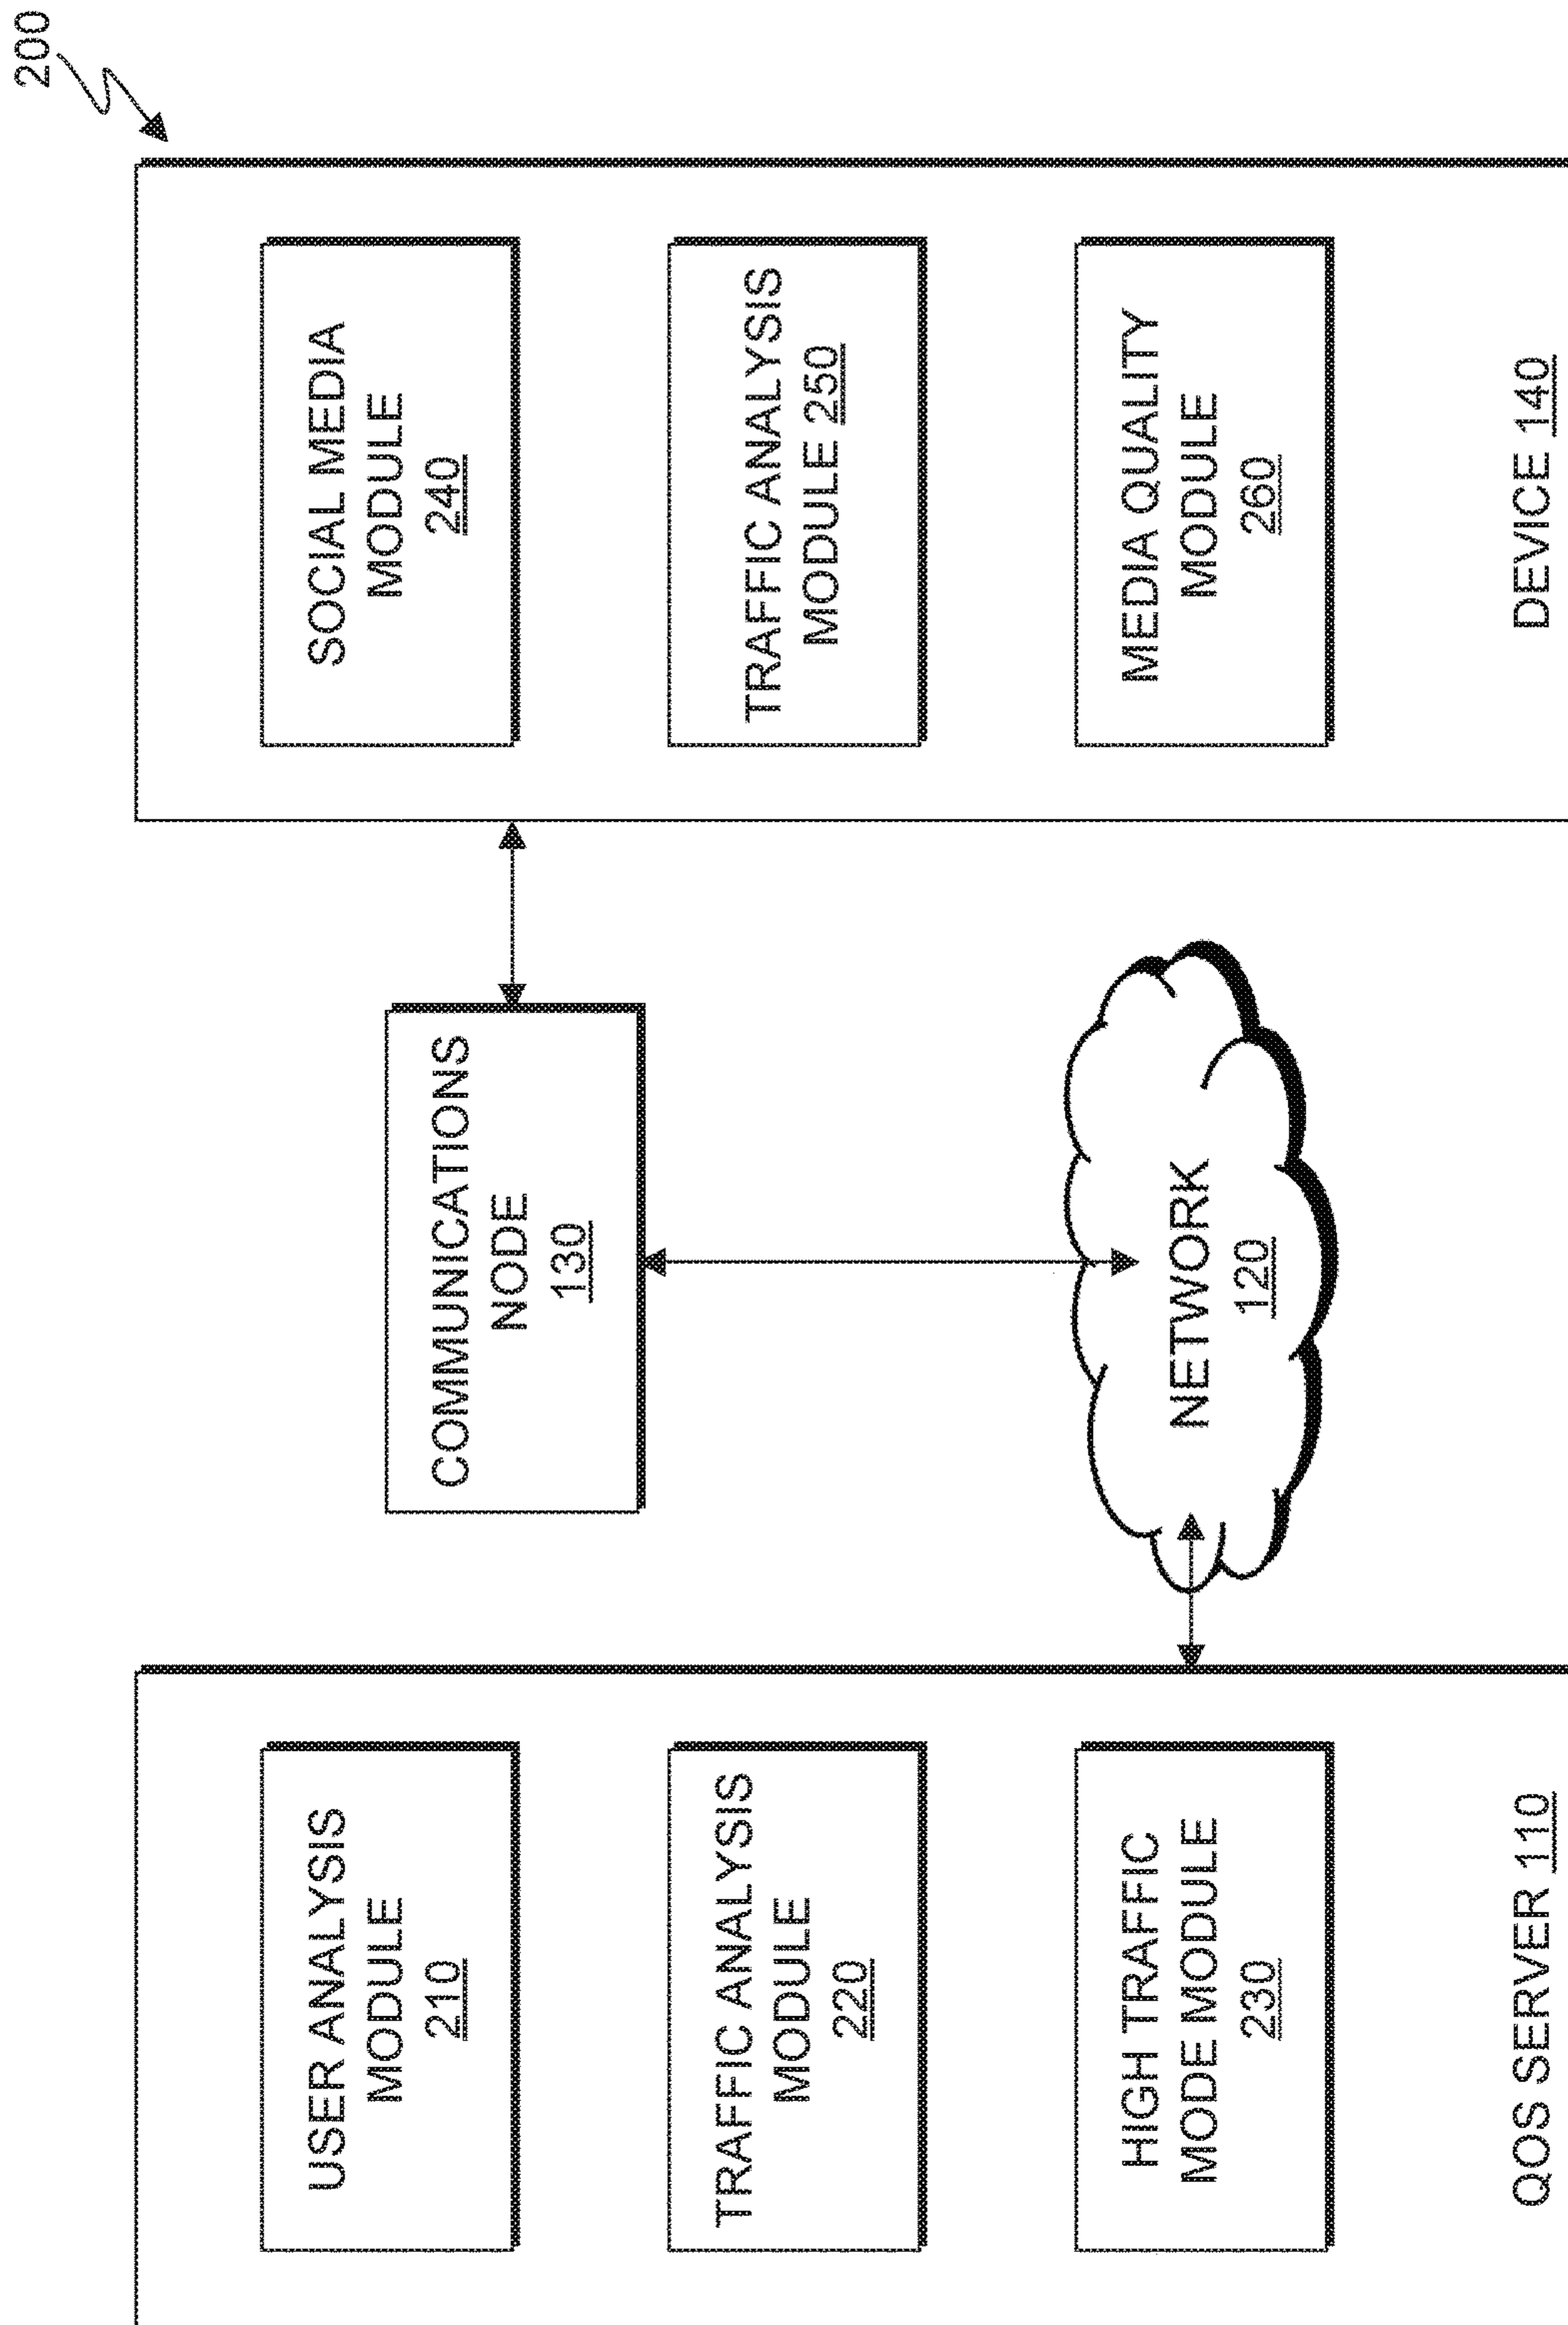 200
USER ANALYSIS
MODULE
210
TRAFFIC ANALYSIS
MODULE
220
HIGH TRAFFIC
MODE MODULE
230
QOS SERVER 110
COMMUNICATIONS
NODE
130
NETWORK
120
SOCIAL MEDIA
MODULE
240
TRAFFIC ANALYSIS
MODULE 250
MEDIA QUALITY
MODULE
260
DEVICE 140